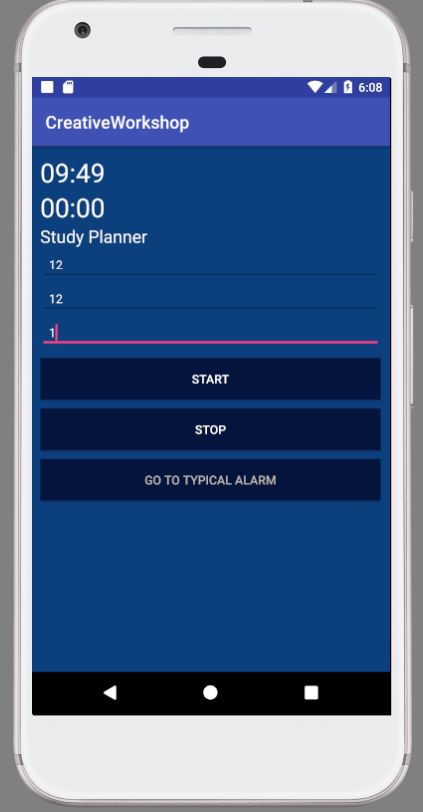 6:08
CreativeWorkshop
09:49
00:00
Study Planner
12
12
1
START
STOP
GO TO TYPICAL ALARM